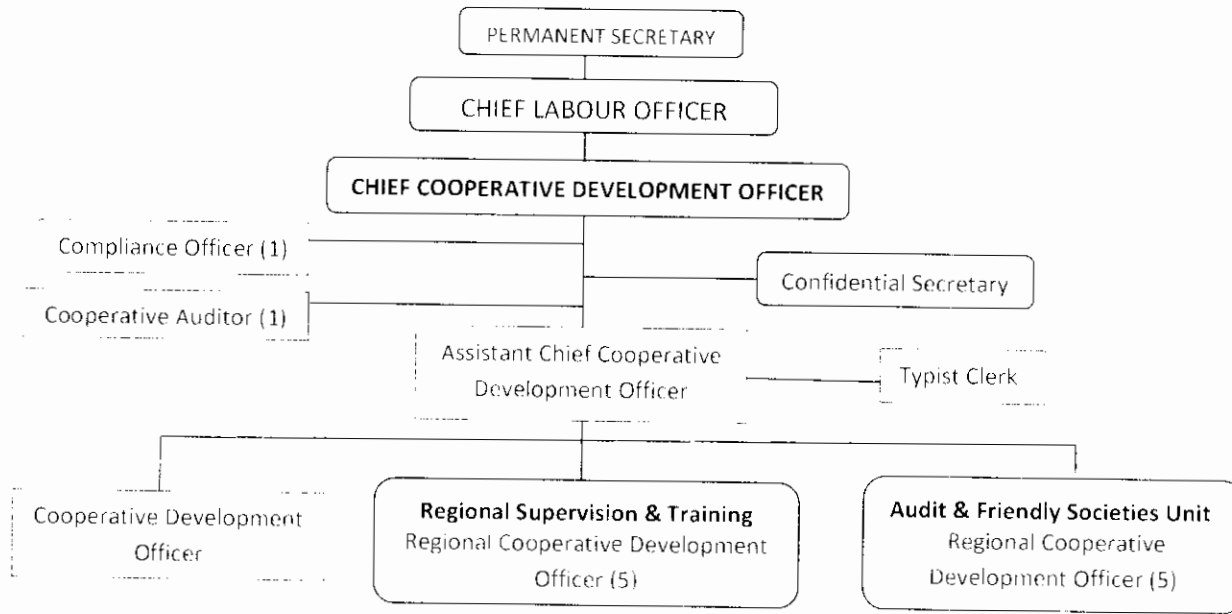 PERMANENT SECRETARY
CHIEF LABOUR OFFICER
CHIEF COOPERATIVE DEVELOPMENT OFFICER
Compliance Officer (1)
Confidential Secretary
Cooperative Auditor (1)
Assistant Chief Cooperative
Development Officer
Typist Clerk
Cooperative Development
Officer
Regional Supervision & Training
Regional Cooperative Development
Officer (5)
Audit & Friendly Societies Unit
Regional Cooperative
Development Officer (5)